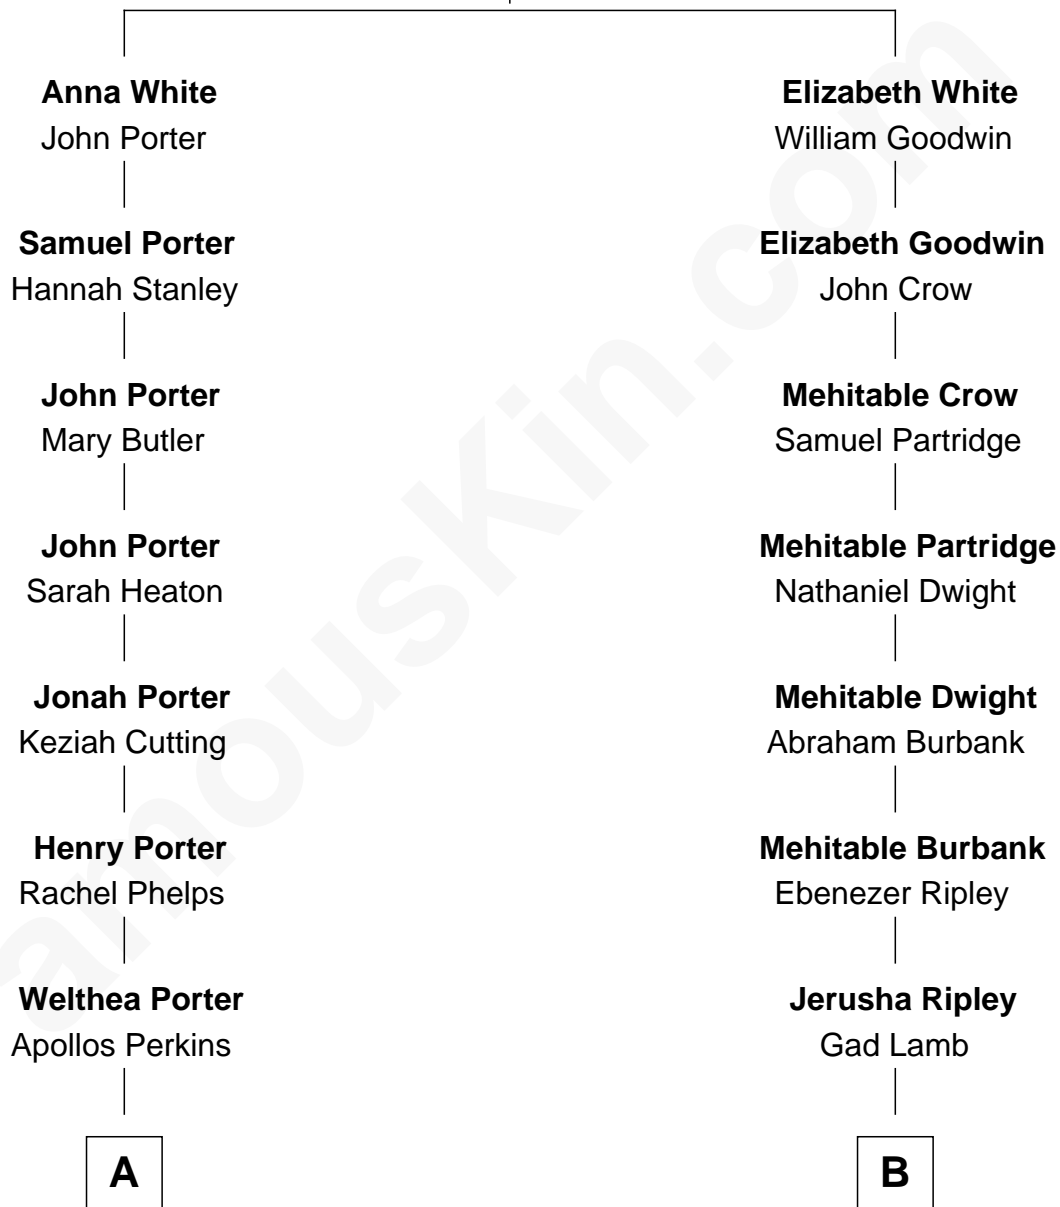 Anna White
John Porter
Samuel Porter
Hannah Stanley
John Porter
Mary Butler
John Porter
Sarah Heaton
Jonah Porter
Keziah Cutting
Henry Porter
Rachel Phelps
Welthea Porter
Apollos Perkins
A
Elizabeth White
William Goodwin
Elizabeth Goodwin
John Crow
Mehitable Crow
Samuel Partridge
Mehitable Partridge
Nathaniel Dwight
Mehitable Dwight
Abraham Burbank
Mehitable Burbank
Ebenezer Ripley
Jerusha Ripley
Gad Lamb
B
amousKin.com